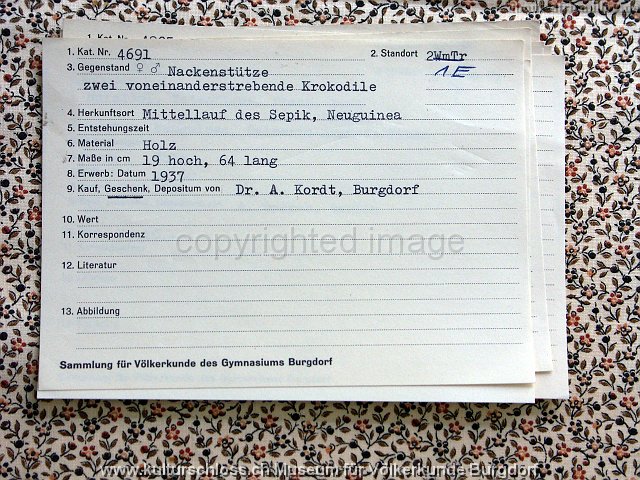 1. Kat. Nr. 4691 2. Standort 2WmTr
3. Gegenstand ♀ ♂ Nackenstütze 1 E
zwei voneinanderstrebende Krokodile
4. Herkunftsort Mittellauf des Sepik, Neuguinea
5. Entstehungszeit
6. Material Holz
7. Maße in cm 19 hoch, 64 lang
8. Erwerb: Datum 1937
9. Kauf, Geschenk, Depositum von Dr. A. Kordt, Burgdorf
10. Wert
11. Korrespondenz
copyrighted image
12. Literatur
13. Abbildung
Sammlung für Völkerkunde des Gymnasiums Burgdorf
www.kulturschloss.ch Museum für Völkerkunde Burgdorf